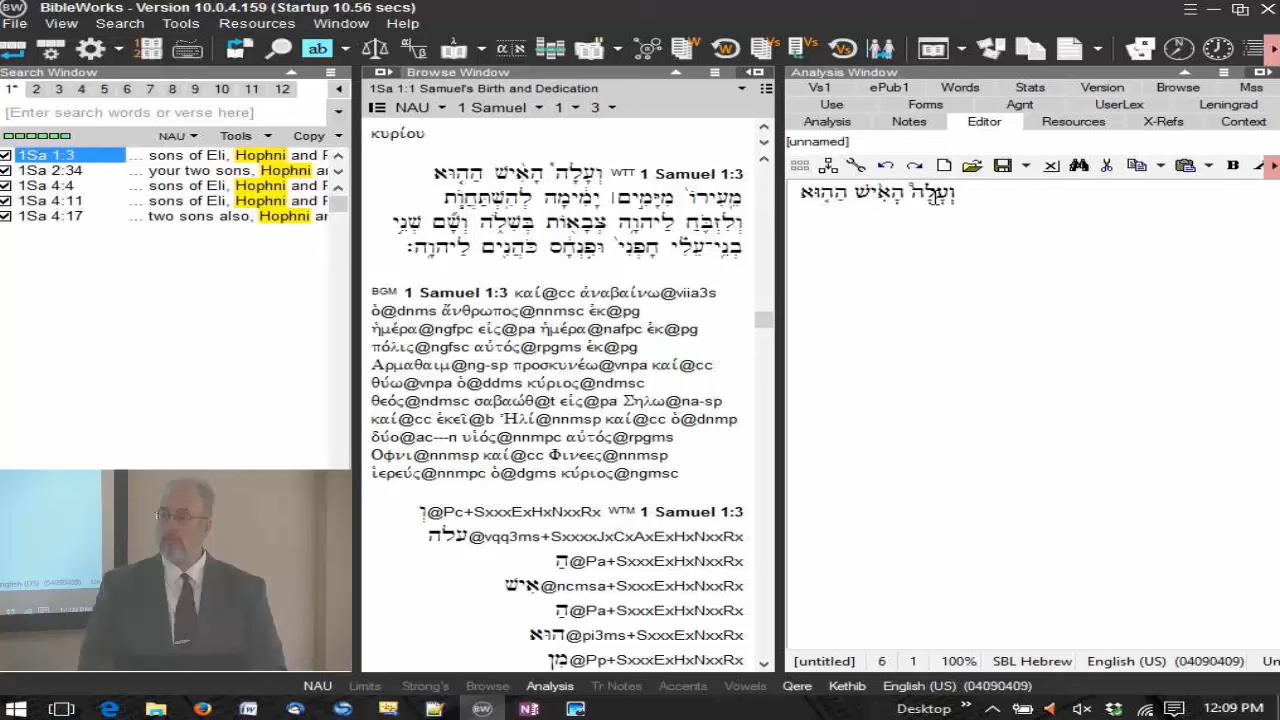 BibleWorks - Version 10.0.4.159 (Startup 10.56 secs)
File View Search Tools Resources Window Help
Search Window
1* 2 3 4 5 6 7 8 9 10 11 12
[Enter search words or verse here]
NAU Tools Copy
1Sa 1:3 ... sons of Eli, Hophni and F
1Sa 2:34 ... your two sons, Hophni
1Sa 4:4 ... sons of Eli, Hophni and F
1Sa 4:11 ... sons of Eli, Hophni and F
1Sa 4:17 ... two sons also, Hophni ar
Browse Window
1Sa 1:1 Samuel's Birth and Dedication
NAU 1 Samuel 1 3
κυρίου
WTT 1 Samuel 1:3 וְעָלָה֩ הָאִ֨ישׁ הַה֤וּא
מֵֽעִירוֹ֙ מִיָּמִ֣ים׀ יָמִ֔ימָה לְהִֽשְׁתַּחֲוֺ֧ת
וְלִזְבֹּ֛חַ לַיהוָ֥ה צְבָא֖וֹת בְּשִׁלֹ֑ה וְשָׁ֞ם שְׁנֵ֣י
בְנֵֽי־עֵלִ֗י חָפְנִי֙ וּפִ֣נְחָ֔ס כֹּהֲנִ֖ים לַיהוָֽה׃
BGM 1 Samuel 1:3 καί@cc ἀναβαίνω@viia3s
ὁ@dnms ἄνθρωπος@nnmsc ἐκ@pg
ἡμέρα@ngfpc εἰς@pa ἡμέρα@nafpc ἐκ@pg
πόλις@ngfsc αὐτός@rpgms ἐκ@pg
Αρμαθαιμ@ng-sp προσκυνέω@vnpa καί@cc
θύω@vnpa ὁ@ddms κύριος@ndmsc
θεός@ndmsc σαβαώθ@t εἰς@pa Σηλω@na-sp
καί@cc ἐκεῖ@b Ἠλί@nnmsp καί@cc ὁ@dnmp
δύο@ac---n υἱός@nnmpc αὐτός@rpgms
Οφνι@nnmsp καί@cc Φινεες@nnmsp
ἱερεύς@nnmpc ὁ@dgms κύριος@ngmsc
WTM 1 Samuel 1:3 וְ@Pc+SxxxExHxNxxRx
עלה@vqq3ms+SxxxxJxCxAxExHxNxxRx
הַ@Pa+SxxxExHxNxxRx
אִישׁ@ncmsa+SxxxExHxNxxRx
הַ@Pa+SxxxExHxNxxRx
הוּא@pi3ms+SxxxExNxxRx
מִן@Pp+SxxxExHxNxxRx
Analysis Window
Vs1 ePub1 Words Stats Version Browse Mss
Use Forms Agnt UserLex Leningrad
Analysis Notes Editor Resources X-Refs Context
[unnamed]
B
וְעָלָה֩ הָאִ֨ישׁ הַה֤וּא
[untitled] 6 1 100% SBL Hebrew English (US) (04090409)
NAU Limits Strong's Browse Analysis Tr Notes Accents Vowels Qere Kethib English (US) (04090409)
Desktop 12:09 PM